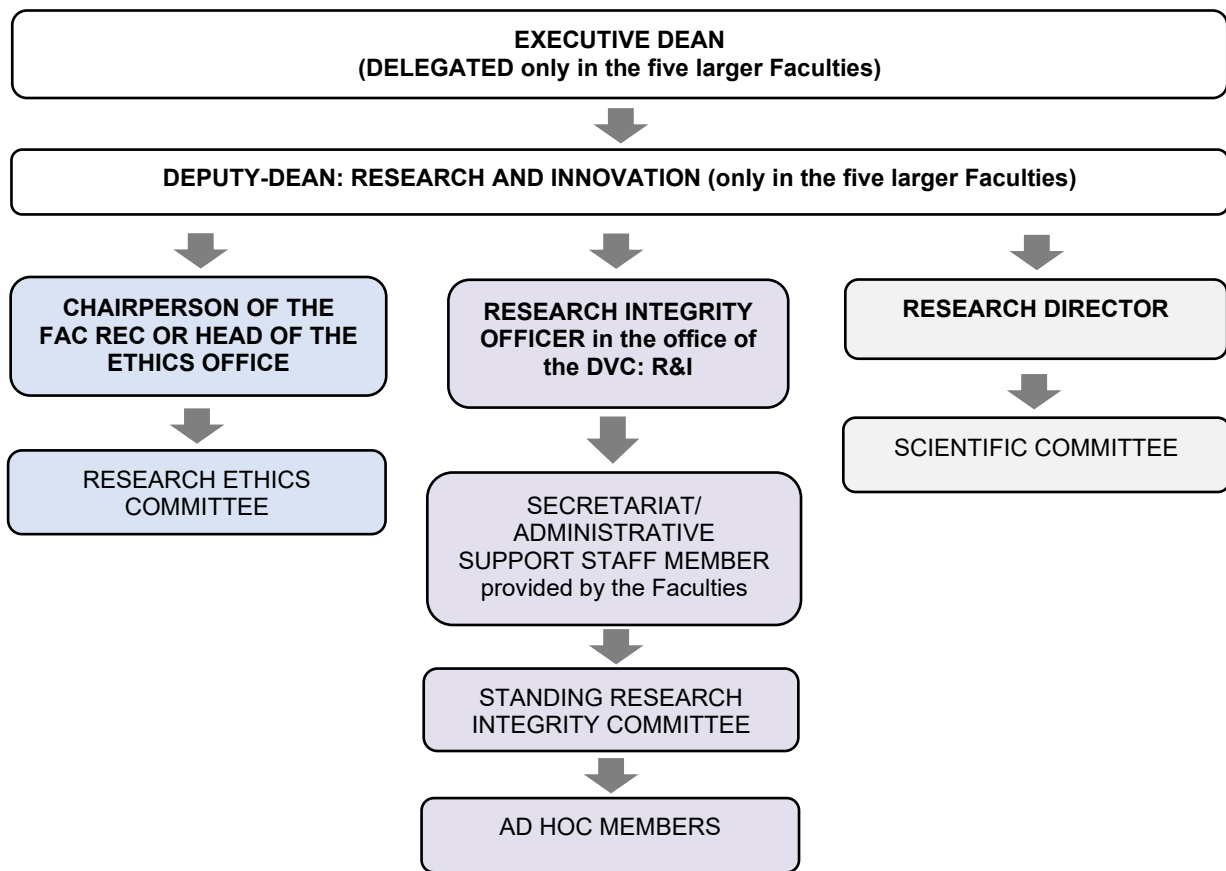 EXECUTIVE DEAN
(DELEGATED only in the five larger Faculties)
DEPUTY-DEAN: RESEARCH AND INNOVATION (only in the five larger Faculties)
CHAIRPERSON OF THE
FAC REC OR HEAD OF THE
ETHICS OFFICE
RESEARCH ETHICS
COMMITTEE
RESEARCH INTEGRITY
OFFICER in the office of
the DVC: R&I
SECRETARIAT/
ADMINISTRATIVE
SUPPORT STAFF MEMBER
provided by the Faculties
STANDING RESEARCH
INTEGRITY COMMITTEE
AD HOC MEMBERS
RESEARCH DIRECTOR
SCIENTIFIC COMMITTEE